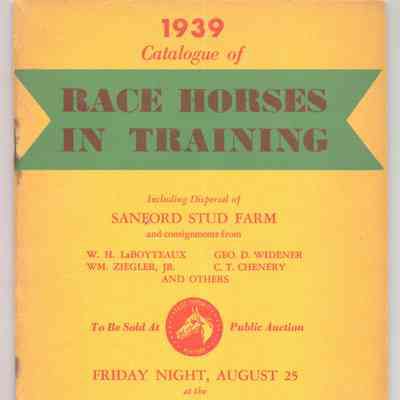 1939
Catalogue of
RACE HORSES
IN TRAINING
Including Disposal of
SANFORD STUD FARM
and consignments from
W. H. LaBOYTEAUX GEO. D. WIDENER
WM. ZIEGLER, JR. C. T. CHENERY
AND OTHERS
To Be Sold At Public Auction
FRIDAY NIGHT, AUGUST 25
at the